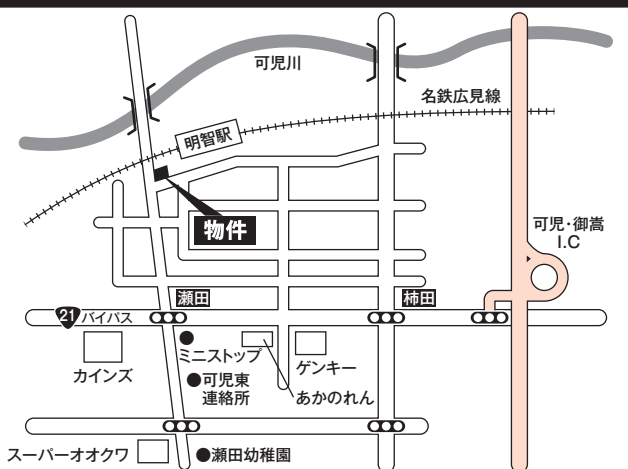 可児川
名鉄広見線
明智駅
物件
可児・御嵩
I.C
瀬田
柿田
21 バイパス
カインズ
ミニストップ
ゲンキー
可児東
連絡所
あかのれん
スーパーオオクワ
瀬田幼稚園